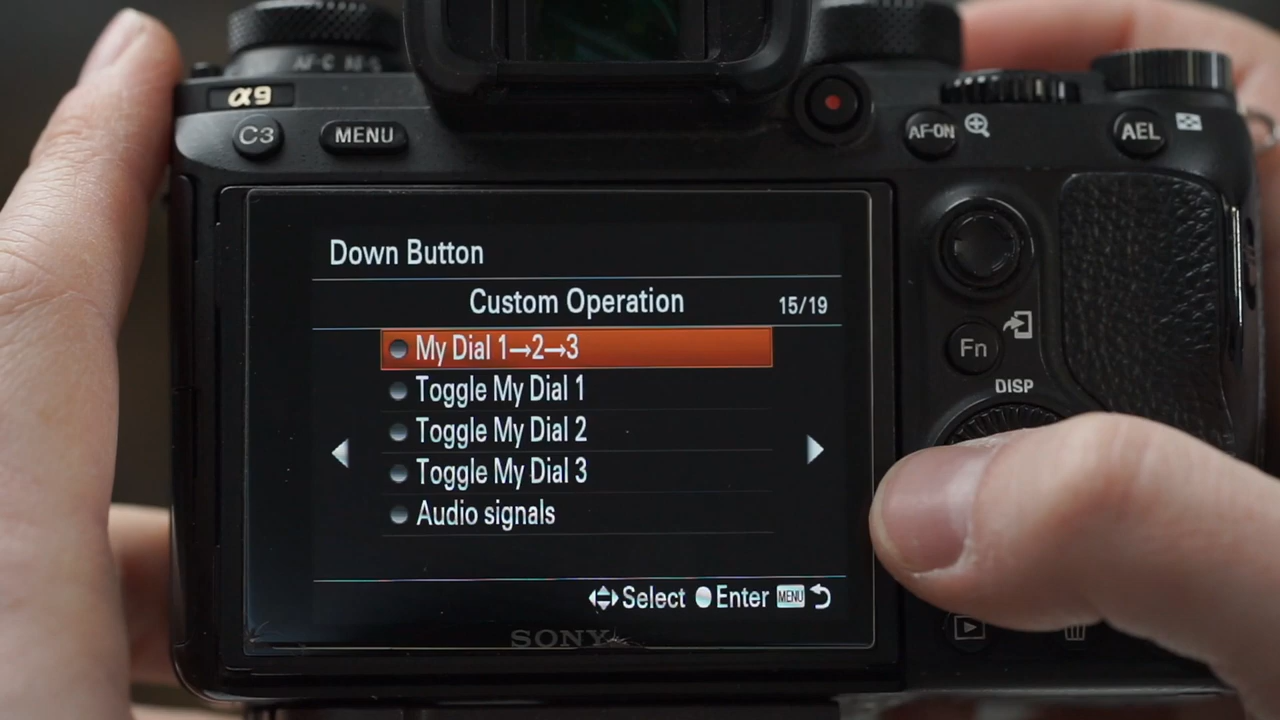 α9
C3
MENU
AF-ON
AEL
Down Button
Custom Operation 15/19
My Dial 1→2→3
Toggle My Dial 1
Toggle My Dial 2
Toggle My Dial 3
Audio signals
Select Enter MENU
Fn
DISP
SONY